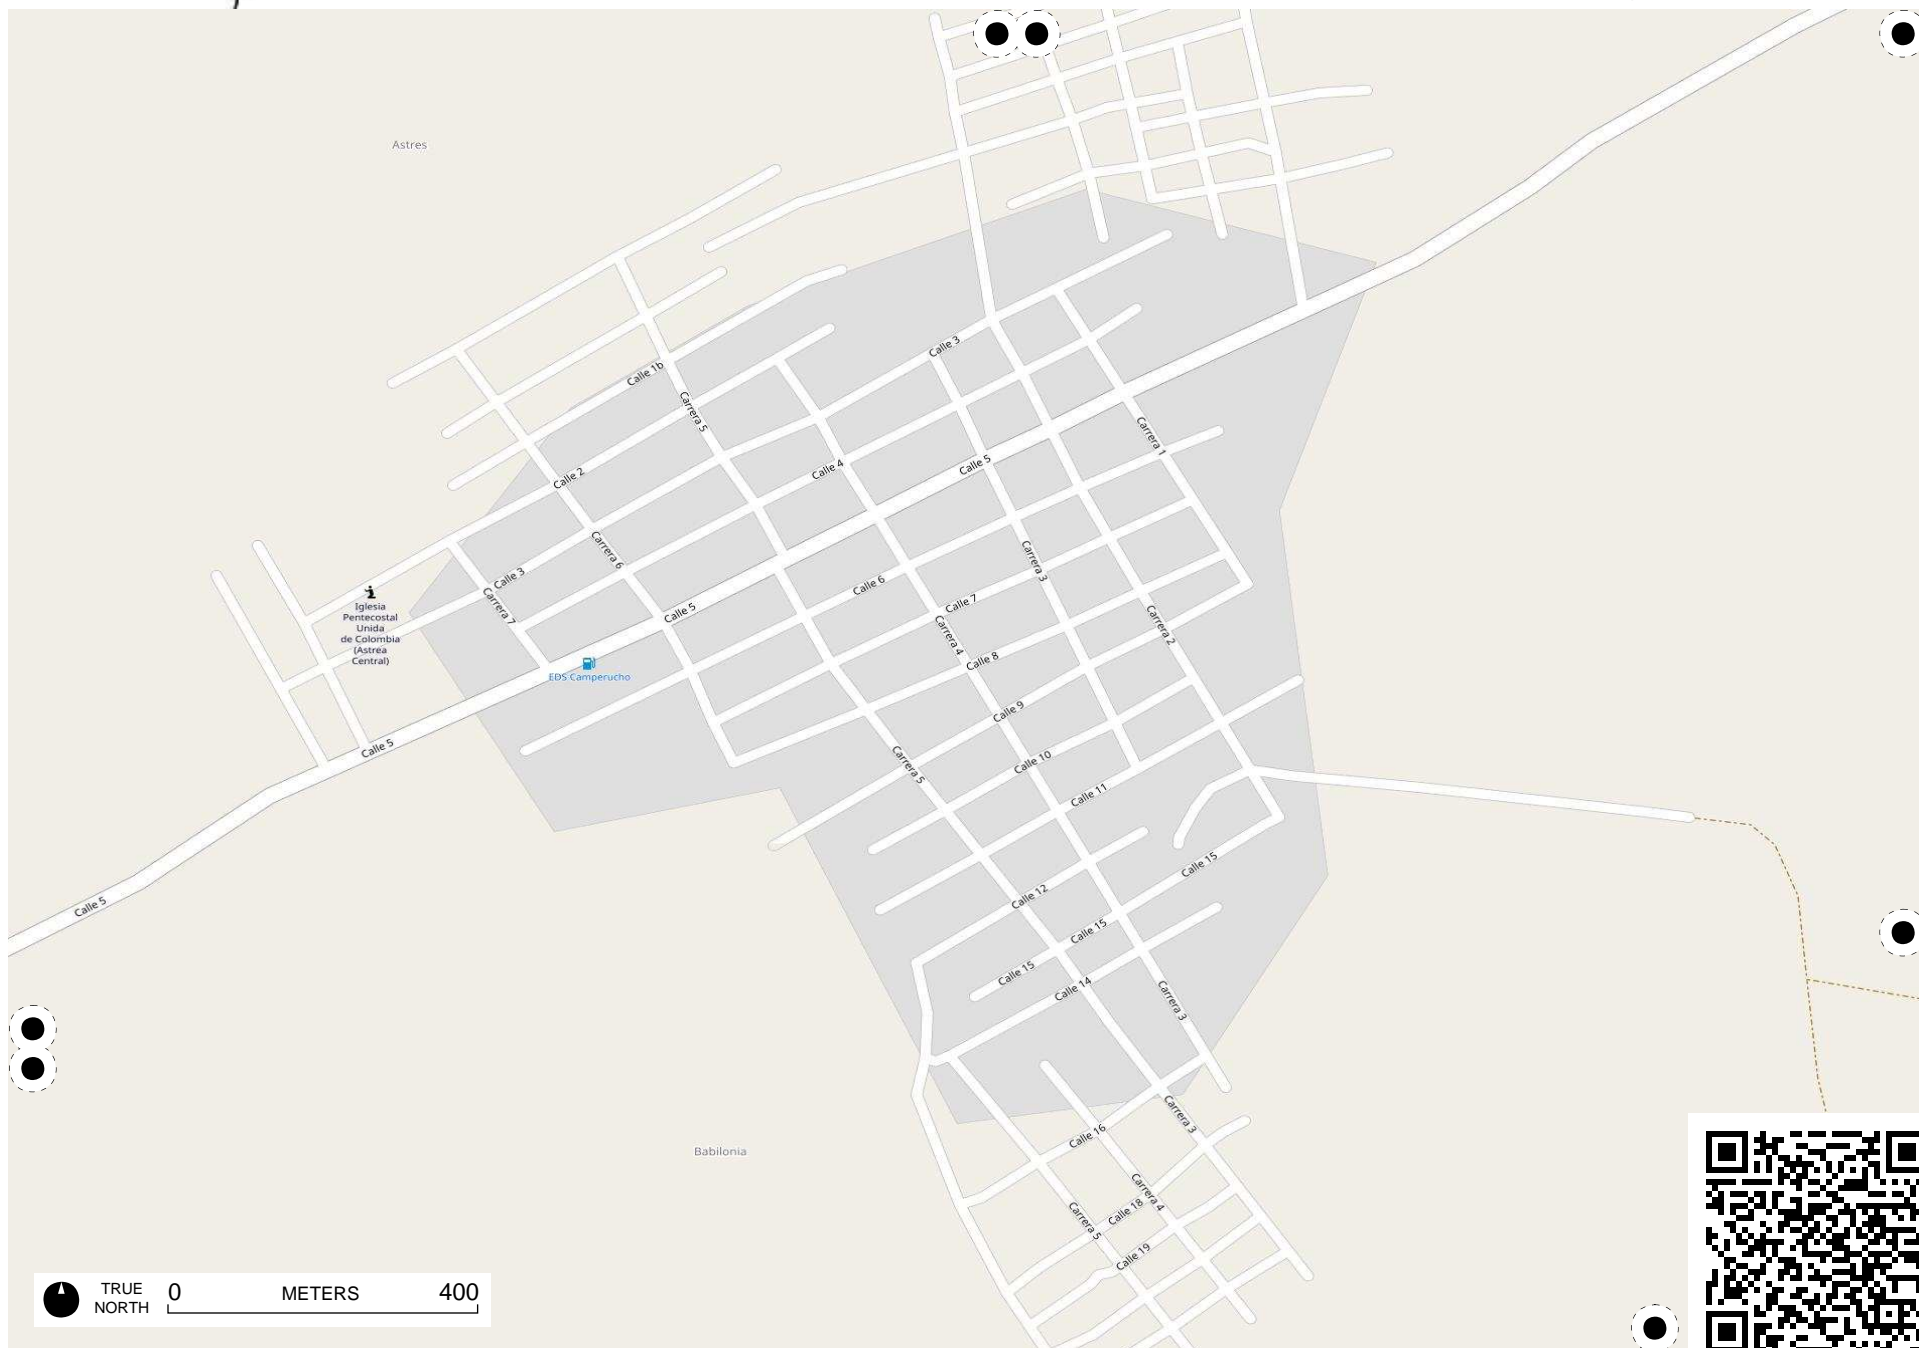 Astres
Calle 3
Calle 1b
Carrera 5
Carrera 1
Calle 5
Calle 4
Calle 2
Carrera 6
Carrera 3
Calle 3
Calle 6
Carrera 7
Calle 7
Iglesia
Pentecostal
Unida
de Colombia
(Astrea
Central)
Calle 5
Carrera 2
Carrera 4
Calle 8
EDS Camperucho
Calle 9
Calle 5
Carrera 5
Calle 10
Calle 11
Calle 15
Calle 12
Calle 5
Calle 15
Calle 15
Calle 14
Carrera 3
Carrera 3
Calle 16
Babilonia
Carrera 4
Calle 18
Carrera 5
Calle 19
TRUE
NORTH
0 METERS 400